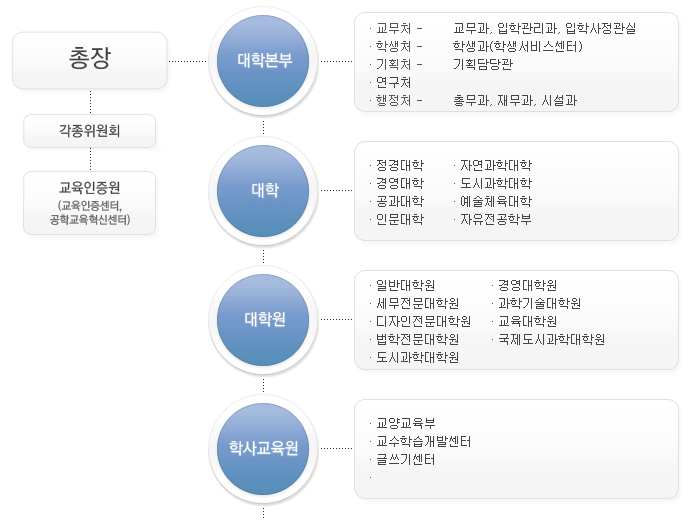 총장
각종위원회
교육인증원
(교육인증센터,
공학교육혁신센터)
대학본부
· 교무처 - 교무과, 입학관리과, 입학사정관실
· 학생처 - 학생과(학생서비스센터)
· 기획처 - 기획담당관
· 연구처
· 행정처 - 총무과, 재무과, 시설과
대학
· 정경대학 · 자연과학대학
· 경영대학 · 도시과학대학
· 공과대학 · 예술체육대학
· 인문대학 · 자유전공학부
대학원
· 일반대학원 · 경영대학원
· 세무전문대학원 · 과학기술대학원
· 디자인전문대학원 · 교육대학원
· 법학전문대학원 · 국제도시과학대학원
· 도시과학대학원
학사교육원
· 교양교육부
· 교수학습개발센터
· 글쓰기센터
·